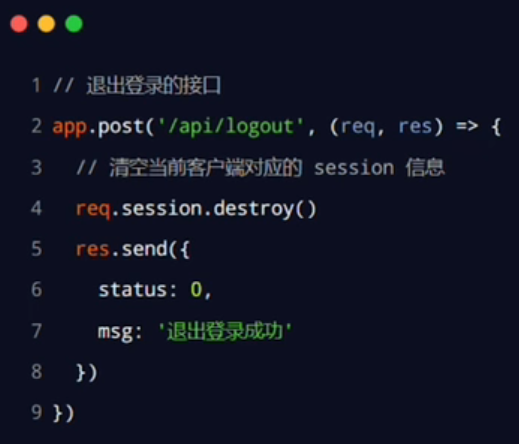 1 // 退出登录的接口
2 app.post('/api/logout', (req, res) => {
3   // 清空当前客户端对应的 session 信息
4   req.session.destroy()
5   res.send({
6     status: 0,
7     msg: '退出登录成功'
8   })
9 })